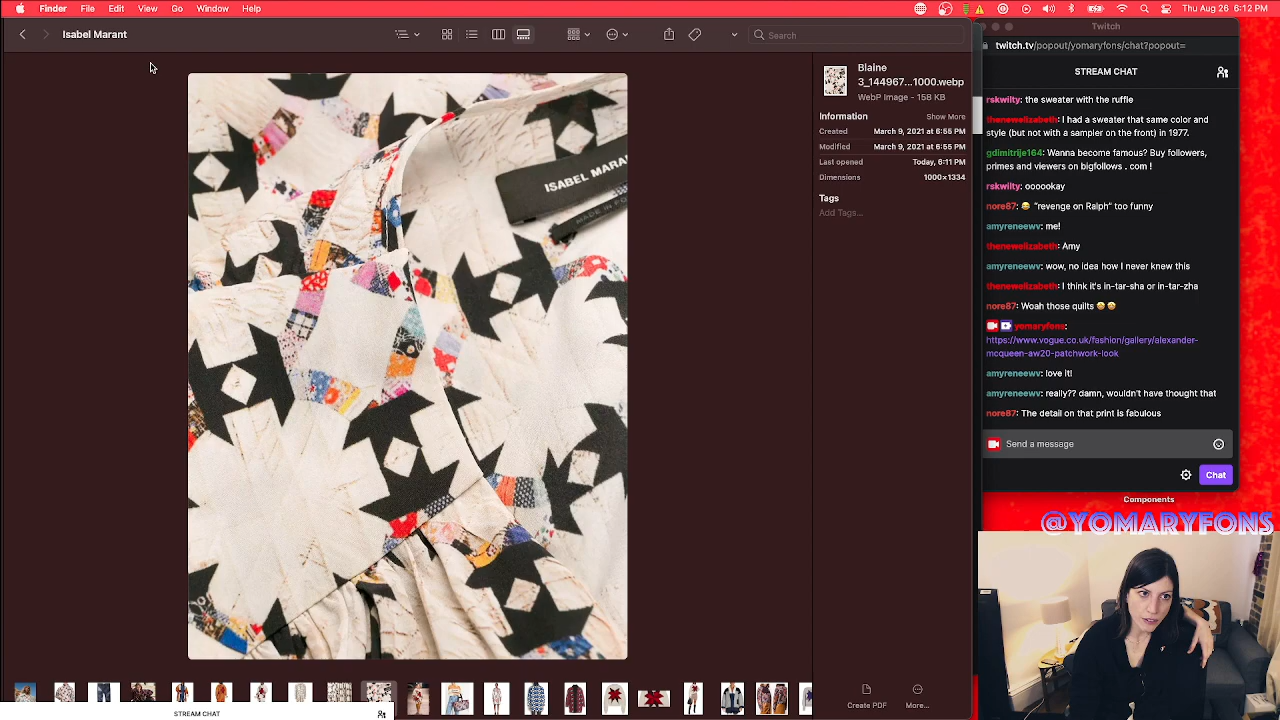 Finder File Edit View Go Window Help
Thu Aug 26 6:12 PM
Isabel Marant
Search
ISABEL MARA
MADE IN PO
Blaine
3_144967...1000.webp
WebP Image - 158 KB
Information Show More
Created March 9, 2021 at 6:55 PM
Modified March 9, 2021 at 6:55 PM
Last opened Today, 6:11 PM
Dimensions 1000×1334
Tags
Add Tags...
Create PDF More...
STREAM CHAT
Twitch
twitch.tv/popout/yomaryfons/chat?popout=
STREAM CHAT
rskwilty: the sweater with the ruffle
thenewelizabeth: I had a sweater that same color and
style (but not with a sampler on the front) in 1977.
gdimitrije164: Wanna become famous? Buy followers,
primes and viewers on bigfollows . com !
rskwilty: ooookay
nore87: 😂 "revenge on Ralph" too funny
amyreneewv: me!
thenewelizabeth: Amy
amyreneewv: wow, no idea how I never knew this
thenewelizabeth: I think it's in-tar-sha or in-tar-zha
nore87: Woah those quilts 🤩 🤩
yomaryfons:
https://www.vogue.co.uk/fashion/gallery/alexander-
mcqueen-aw20-patchwork-look
amyreneewv: love it!
amyreneewv: really?? damn, wouldn't have thought that
nore87: The detail on that print is fabulous
Send a message
Chat
Components
@YOMARYFONS